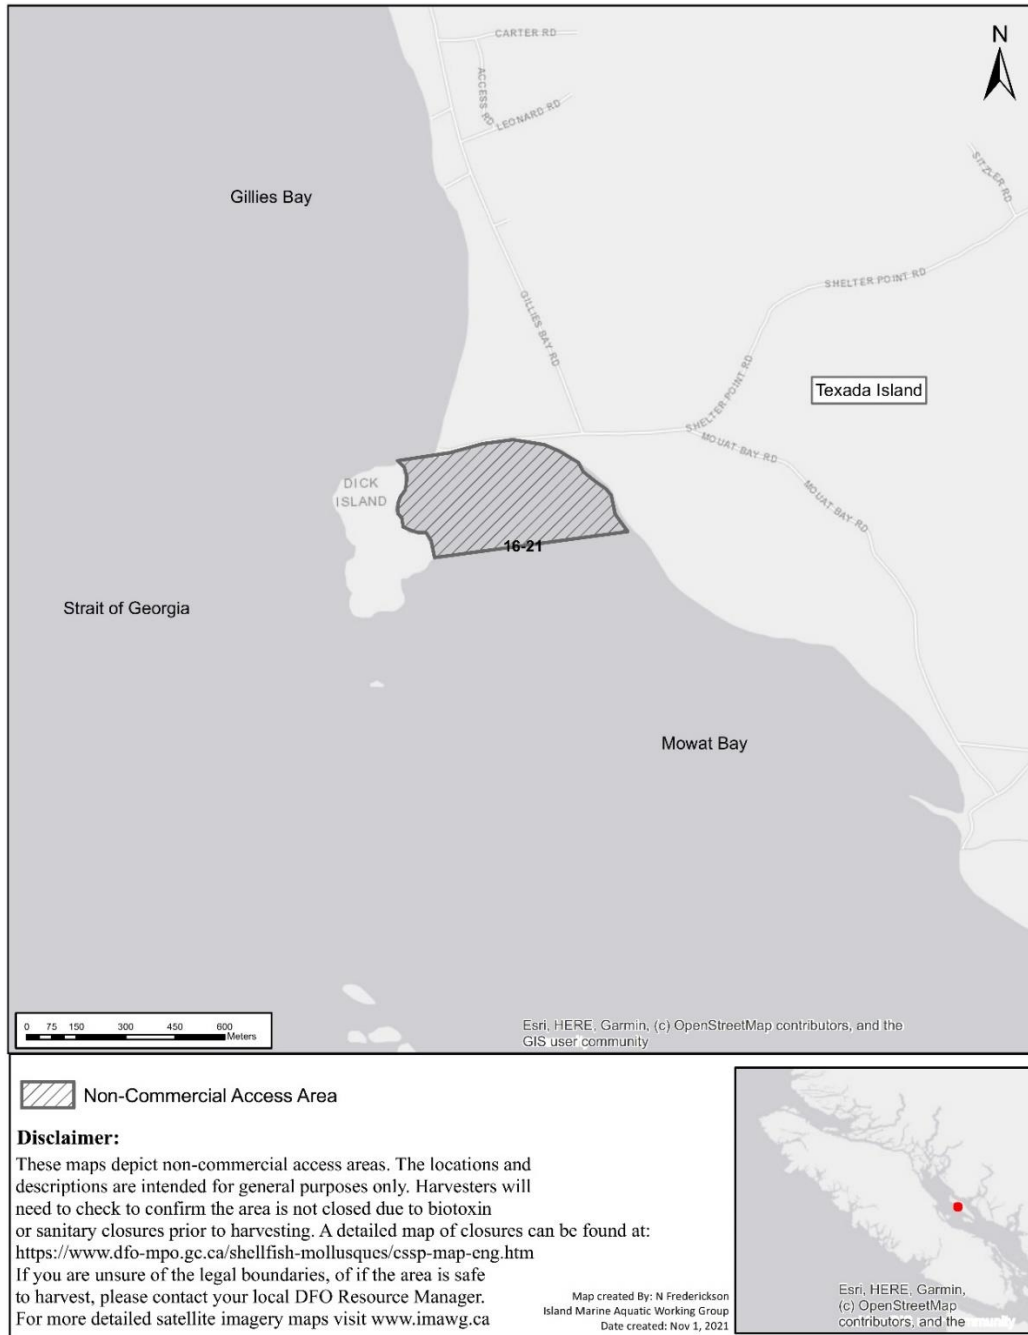 CARTER RD
N
ACCESS RD
LEONARD RD
SITZLER RD
Gillies Bay
SHELTER POINT RD
GILLIES BAY RD
SHELTER POINT RD
Texada Island
MOUAT BAY RD
DICK
ISLAND
MOUAT BAY RD
16-21
Strait of Georgia
Mowat Bay
0 75 150 300 450 600
Meters
Esri, HERE, Garmin, (c) OpenStreetMap contributors, and the
GIS user community
Non-Commercial Access Area
Disclaimer:
These maps depict non-commercial access areas. The locations and
descriptions are intended for general purposes only. Harvesters will
need to check to confirm the area is not closed due to biotoxin
or sanitary closures prior to harvesting. A detailed map of closures can be found at:
https://www.dfo-mpo.gc.ca/shellfish-mollusques/cssp-map-eng.htm
If you are unsure of the legal boundaries, of if the area is safe
to harvest, please contact your local DFO Resource Manager.
For more detailed satellite imagery maps visit www.imawg.ca
Map created By: N Frederickson
Island Marine Aquatic Working Group
Date created: Nov 1, 2021
Esri, HERE, Garmin,
(c) OpenStreetMap
contributors, and the